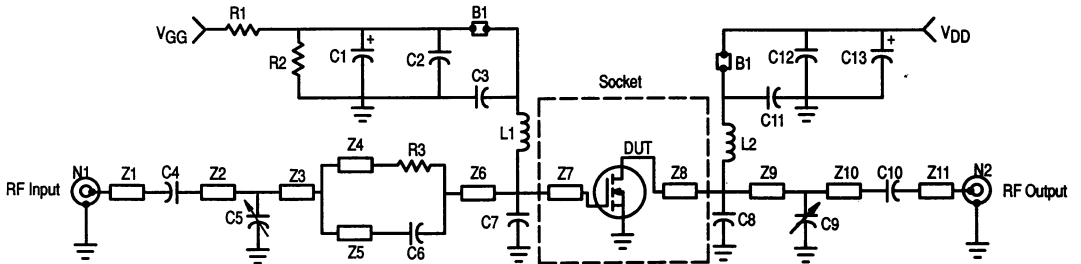 VGG
R1
B1
VDD
R2
C1
+
C2
C3
B1
C12
+
C13
C11
Socket
L1
L2
DUT
N1
Z1
C4
Z2
Z3
Z4
R3
Z6
Z7
Z8
Z9
Z10
C10
Z11
N2
RF Input
RF Output
C5
Z5
C6
C7
C8
C9